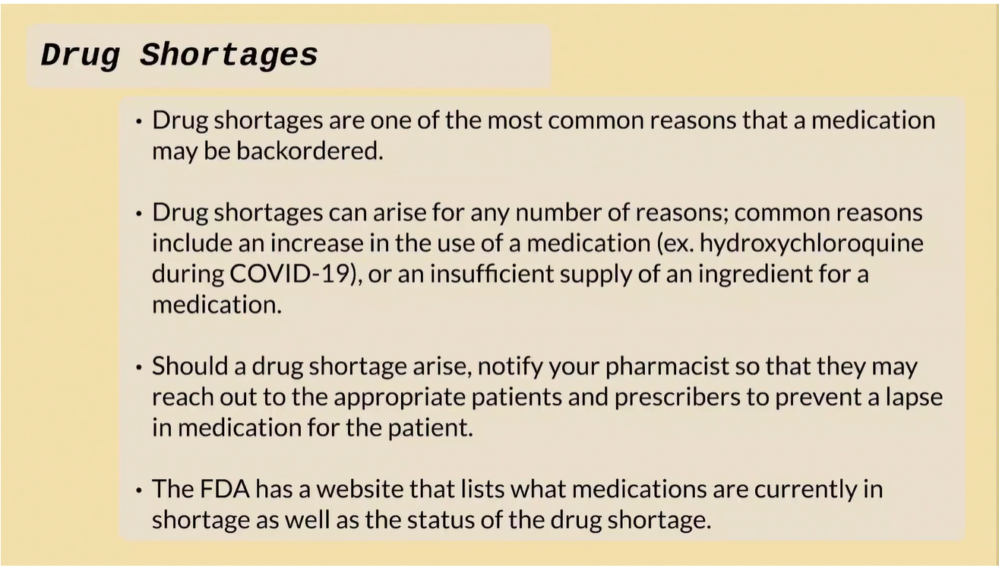 Drug Shortages
• Drug shortages are one of the most common reasons that a medication
may be backordered.
• Drug shortages can arise for any number of reasons; common reasons
include an increase in the use of a medication (ex. hydroxychloroquine
during COVID-19), or an insufficient supply of an ingredient for a
medication.
• Should a drug shortage arise, notify your pharmacist so that they may
reach out to the appropriate patients and prescribers to prevent a lapse
in medication for the patient.
• The FDA has a website that lists what medications are currently in
shortage as well as the status of the drug shortage.